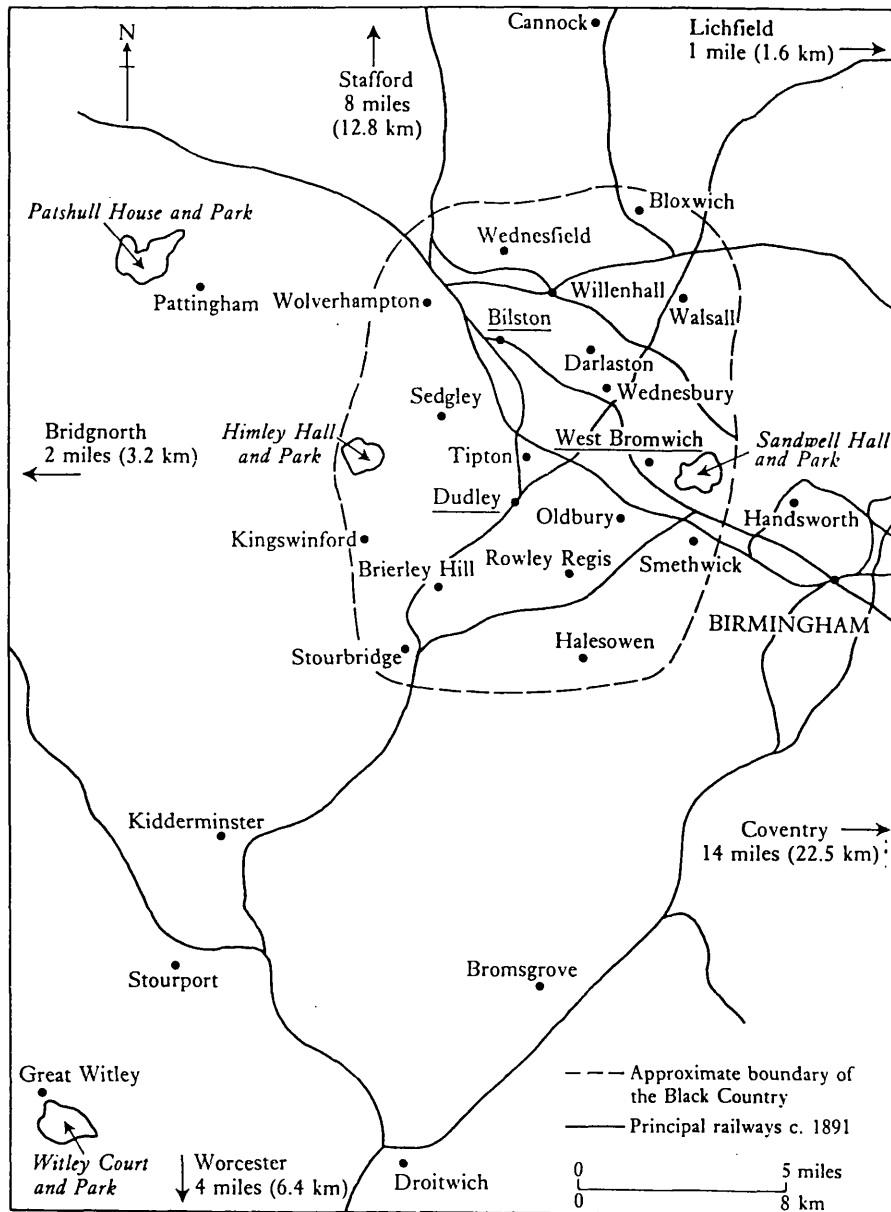 N
Stafford
8 miles
(12.8 km)
Cannock
Lichfield
1 mile (1.6 km)
Patshull House and Park
Pattingham
Bloxwich
Wednesfield
Willenhall
Wolverhampton
Walsall
Bilston
Darlaston
Wednesbury
Sedgley
Bridgnorth
2 miles (3.2 km)
Himley Hall
and Park
Tipton
West Bromwich
Sandwell Hall
and Park
Dudley
Oldbury
Handsworth
Kingswinford
Brierley Hill
Rowley Regis
Smethwick
BIRMINGHAM
Stourbridge
Halesowen
Kidderminster
Coventry
14 miles (22.5 km)
Stourport
Bromsgrove
Great Witley
Witley Court
and Park
Worcester
4 miles (6.4 km)
Droitwich
Approximate boundary of
the Black Country
Principal railways c. 1891
0 5 miles
0 8 km